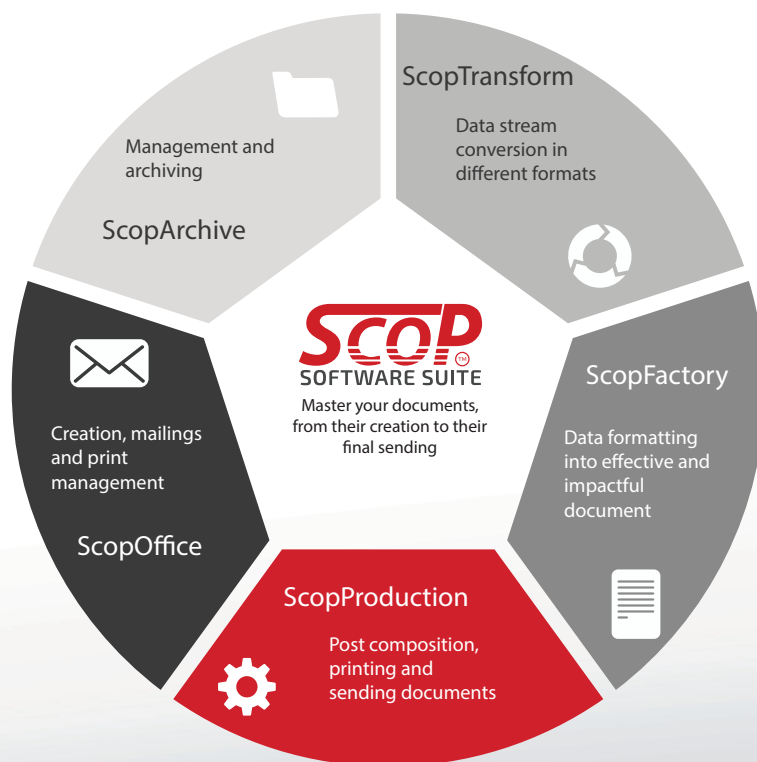 ScopTransform
Data stream
conversion in
different formats
Management and
archiving
ScopArchive
SCOP
TM
SOFTWARE SUITE
Master your documents,
from their creation to their
final sending
ScopFactory
Data formatting
into effective and
impactful
document
Creation, mailings
and print
management
ScopOffice
ScopProduction
Post composition,
printing and
sending documents